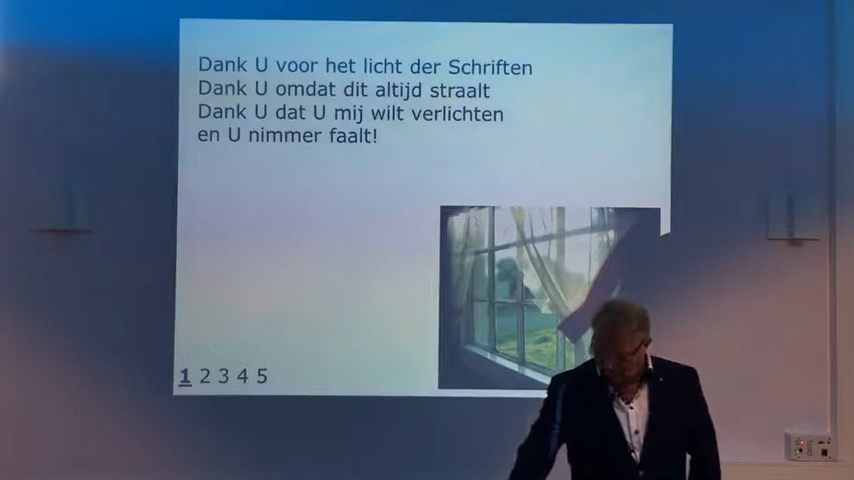 Dank U voor het licht der Schriften
Dank U omdat dit altijd straalt
Dank U dat U mij wilt verlichten
en U nimmer faalt!
1 2 3 4 5